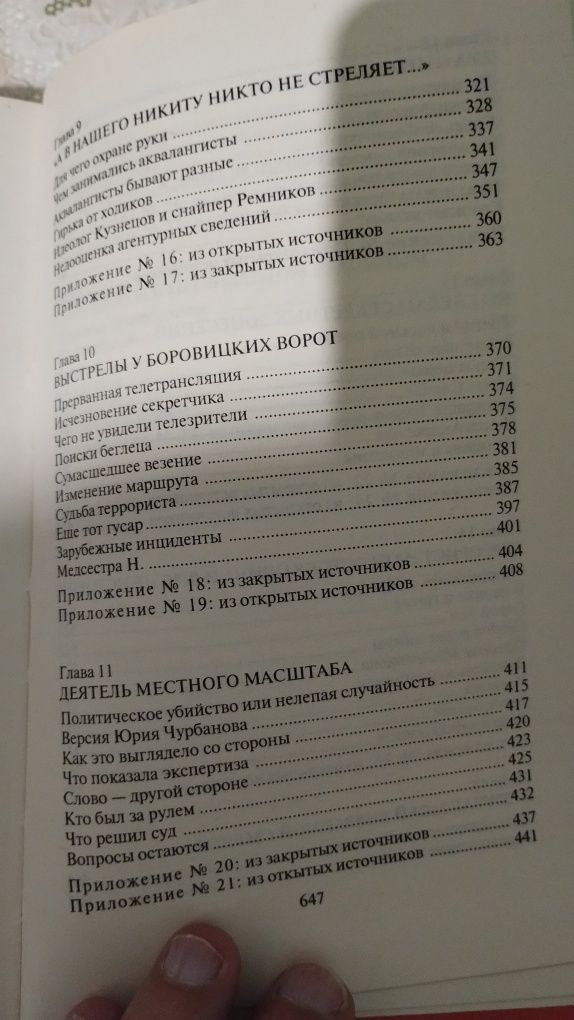 Глава 9
«А В НАШЕГО НИКИТУ НИКТО НЕ СТРЕЛЯЕТ...»
Для чего охране руки 321
Чем занимались аквалангисты 328
Аквалангисты бывают разные 337
Гирька от ходиков 341
Идеолог Кузнецов и снайпер Ремников 347
Недооценка агентурных сведений 351
Приложение № 16: из открытых источников 360
Приложение № 17: из закрытых источников 363
Глава 10
ВЫСТРЕЛЫ У БОРОВИЦКИХ ВОРОТ
Прерванная телетрансляция 370
Исчезновение секретчика 371
Чего не увидели телезрители 374
Поиски беглеца 375
Сумасшедшее везение 378
Изменение маршрута 381
Судьба террориста 385
Еще тот гусар 387
Зарубежные инциденты 397
Медсестра Н. 401
Приложение № 18: из закрытых источников 404
Приложение № 19: из открытых источников 408
Глава 11
ДЕЯТЕЛЬ МЕСТНОГО МАСШТАБА
Политическое убийство или нелепая случайность 411
Версия Юрия Чурбанова 415
Как это выглядело со стороны 417
Что показала экспертиза 420
Слово — другой стороне 423
Кто был за рулем 425
Что решил суд 431
Вопросы остаются 432
Приложение № 20: из закрытых источников 437
Приложение № 21: из откытых источников 441
647